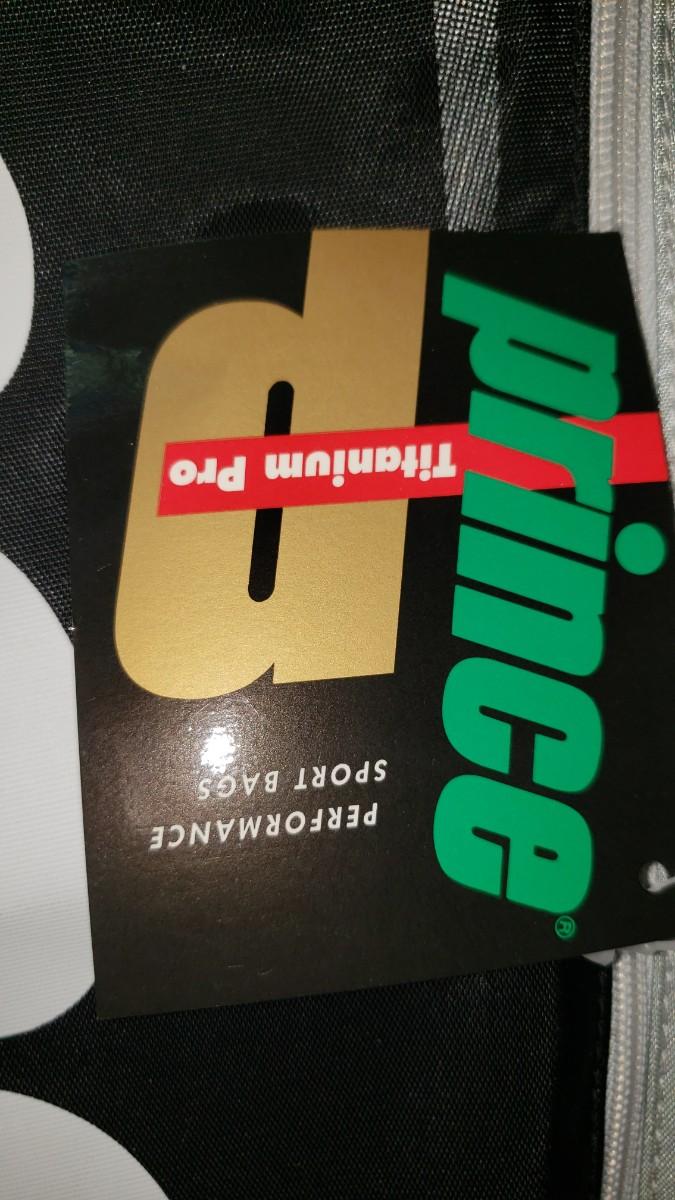 prince®
Titanium Pro
PERFORMANCE
SPORT BAGS